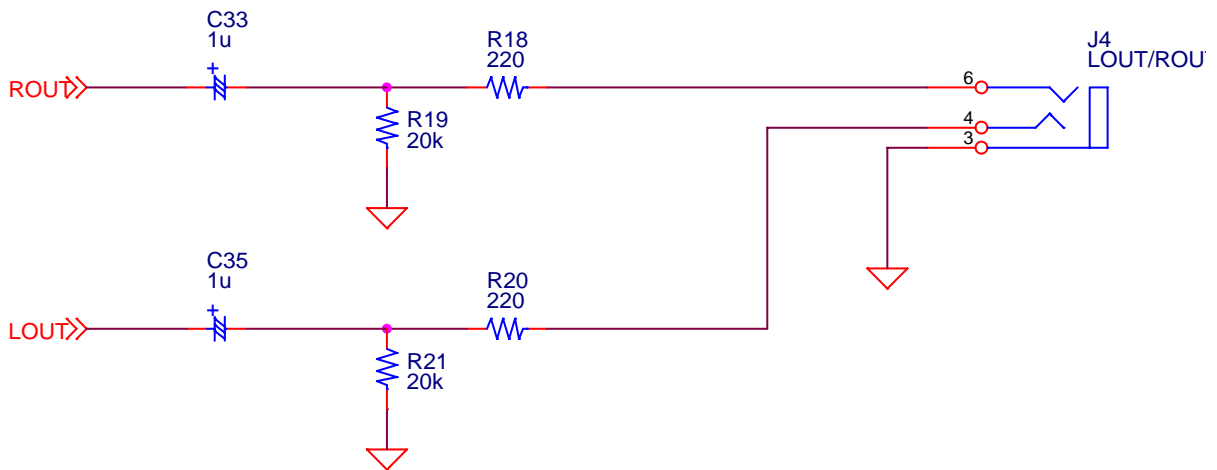 C33
1u
+
ROUT
R18
220
R19
20k
6
4
3
J4
LOUT/ROUT
C35
1u
+
LOUT
R20
220
R21
20k